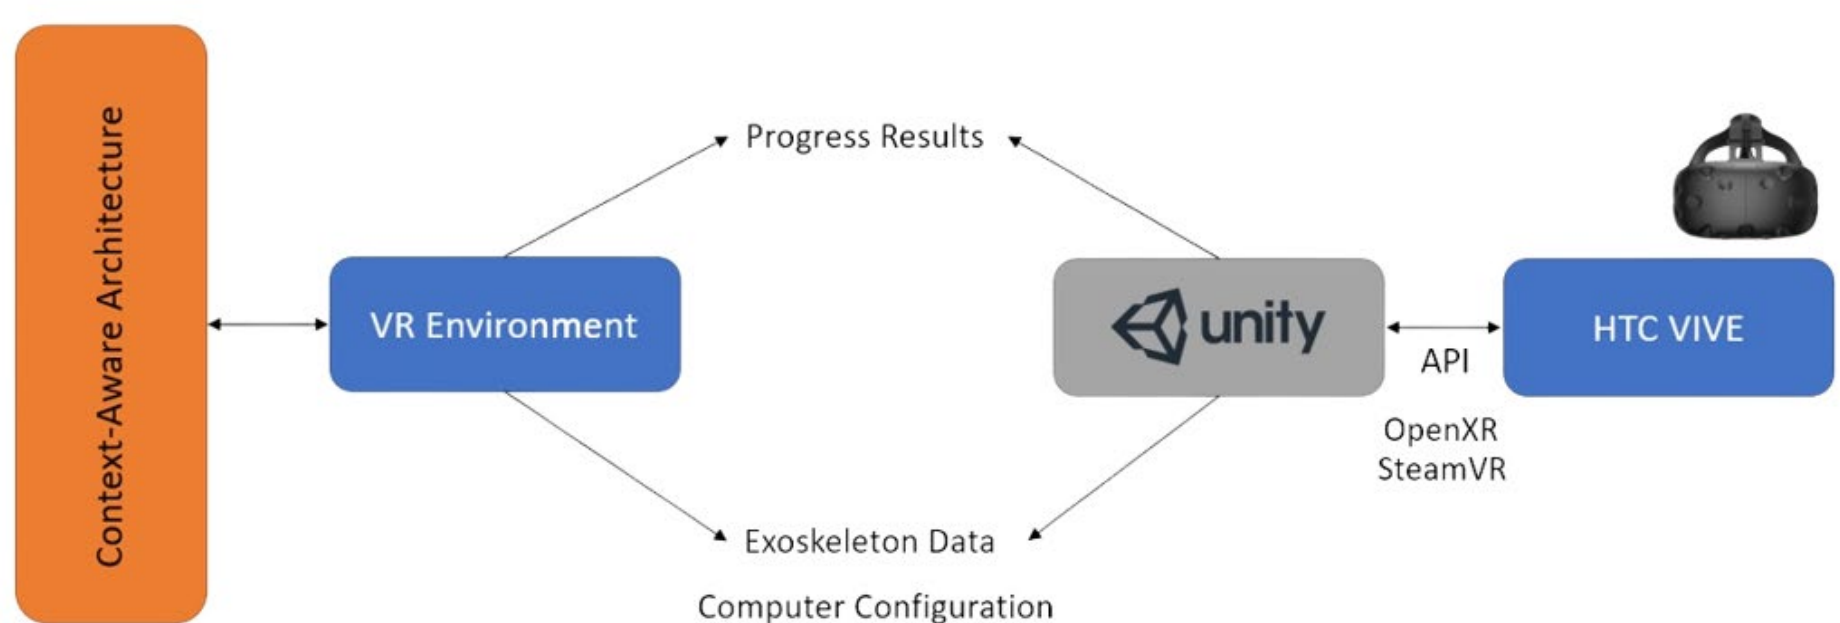 Context-Aware Architecture
Progress Results
VR Environment
unity
API
HTC VIVE
OpenXR
SteamVR
Exoskeleton Data
Computer Configuration